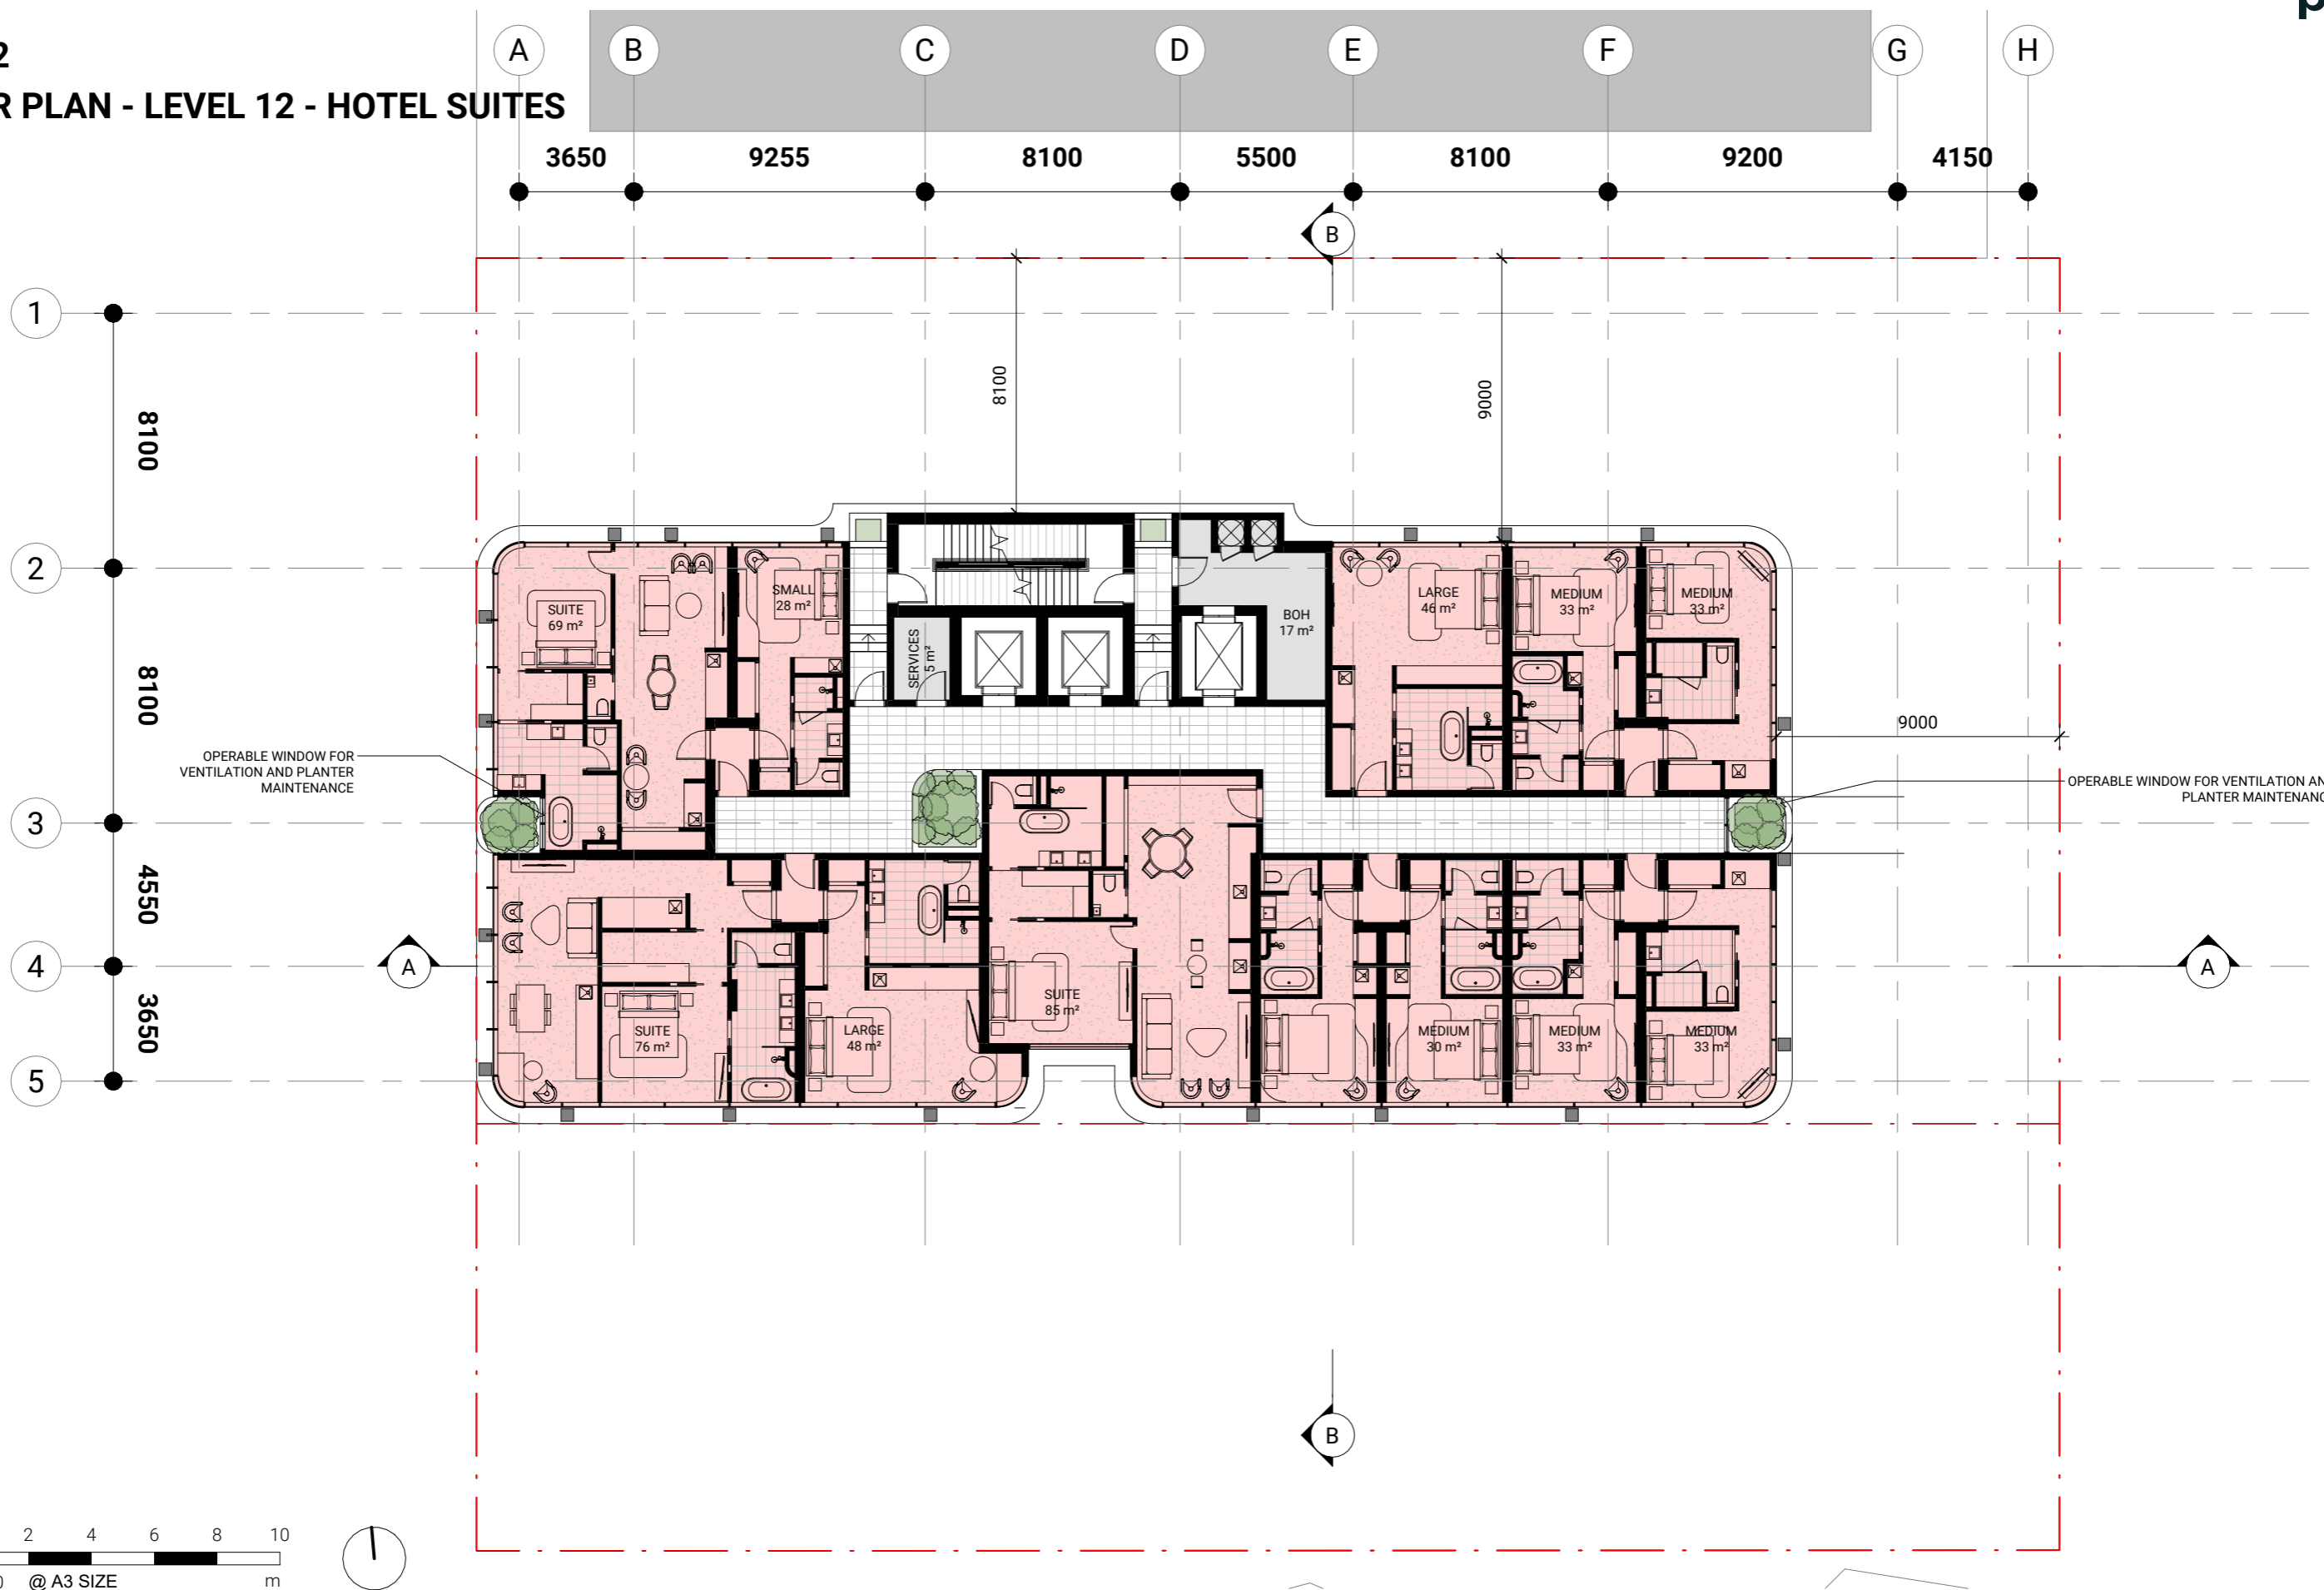 2
R PLAN - LEVEL 12 - HOTEL SUITES
p
A B C D E F G H
3650 9255 8100 5500 8100 9200 4150
B
1
2
3
4
5
8100
8100
4550
3650
8100
9000
9000
SUITE
69 m²
SMALL
28 m²
SERVICES
5 m²
BOH
17 m²
LARGE
46 m²
MEDIUM
33 m²
MEDIUM
33 m²
OPERABLE WINDOW FOR
VENTILATION AND PLANTER
MAINTENANCE
OPERABLE WINDOW FOR VENTILATION AN
PLANTER MAINTENANC
A
A
SUITE
76 m²
LARGE
48 m²
SUITE
85 m²
MEDIUM
30 m²
MEDIUM
33 m²
MEDIUM
33 m²
B
2 4 6 8 10
0 @ A3 SIZE m